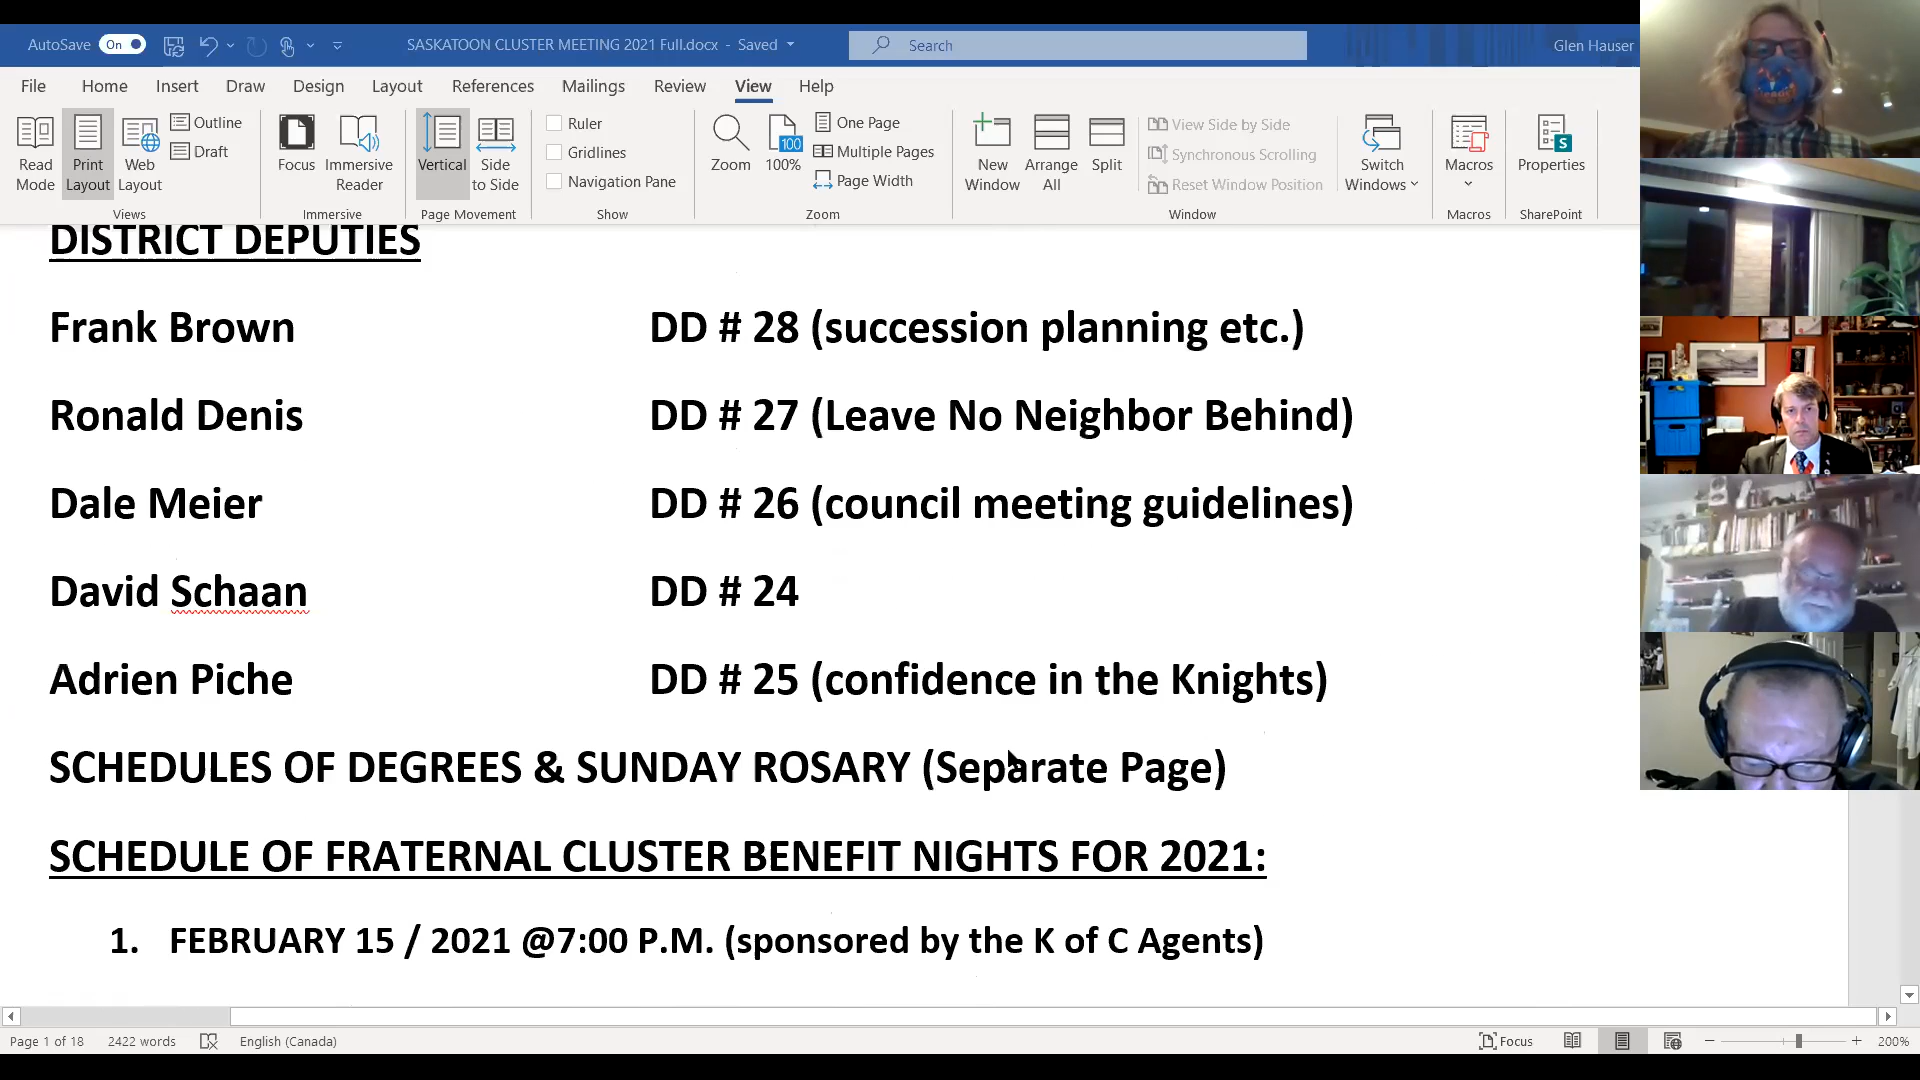 AutoSave On SASKATOON CLUSTER MEETING 2021 Full.docx - Saved Search Glen Hauser
File Home Insert Draw Design Layout References Mailings Review View Help
Read Mode
Print Layout
Web Layout
Outline
Draft
Views
Focus
Immersive Reader
Immersive
Vertical
Side to Side
Page Movement
Ruler
Gridlines
Navigation Pane
Show
Zoom
100
100%
One Page
Multiple Pages
Page Width
Zoom
New Window
Arrange All
Split
View Side by Side
Synchronous Scrolling
Reset Window Position
Switch Windows
Window
Macros
Macros
S
Properties
SharePoint
DISTRICT DEPUTIES
Frank Brown DD # 28 (succession planning etc.)
Ronald Denis DD # 27 (Leave No Neighbor Behind)
Dale Meier DD # 26 (council meeting guidelines)
David Schaan DD # 24
Adrien Piche DD # 25 (confidence in the Knights)
SCHEDULES OF DEGREES & SUNDAY ROSARY (Separate Page)
SCHEDULE OF FRATERNAL CLUSTER BENEFIT NIGHTS FOR 2021:
1. FEBRUARY 15 / 2021 @7:00 P.M. (sponsored by the K of C Agents)
Page 1 of 18 2422 words English (Canada) Focus 200%